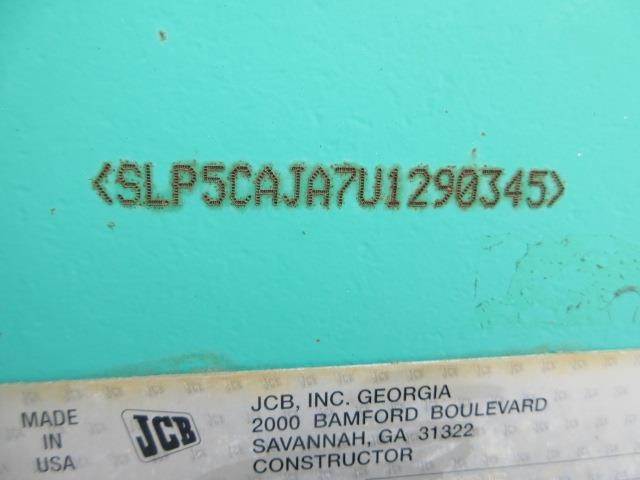 <SLP5CAJA7U1290345>
MADE
IN
USA
JCB
JCB, INC. GEORGIA
2000 BAMFORD BOULEVARD
SAVANNAH, GA 31322
CONSTRUCTOR